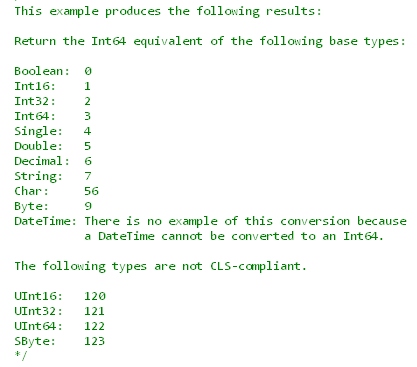 This example produces the following results:
Return the Int64 equivalent of the following base types:
Boolean:  0
Int16:    1
Int32:    2
Int64:    3
Single:   4
Double:   5
Decimal:  6
String:   7
Char:     56
Byte:     9
DateTime: There is no example of this conversion because
          a DateTime cannot be converted to an Int64.
The following types are not CLS-compliant.
UInt16:   120
UInt32:   121
UInt64:   122
SByte:    123
*/